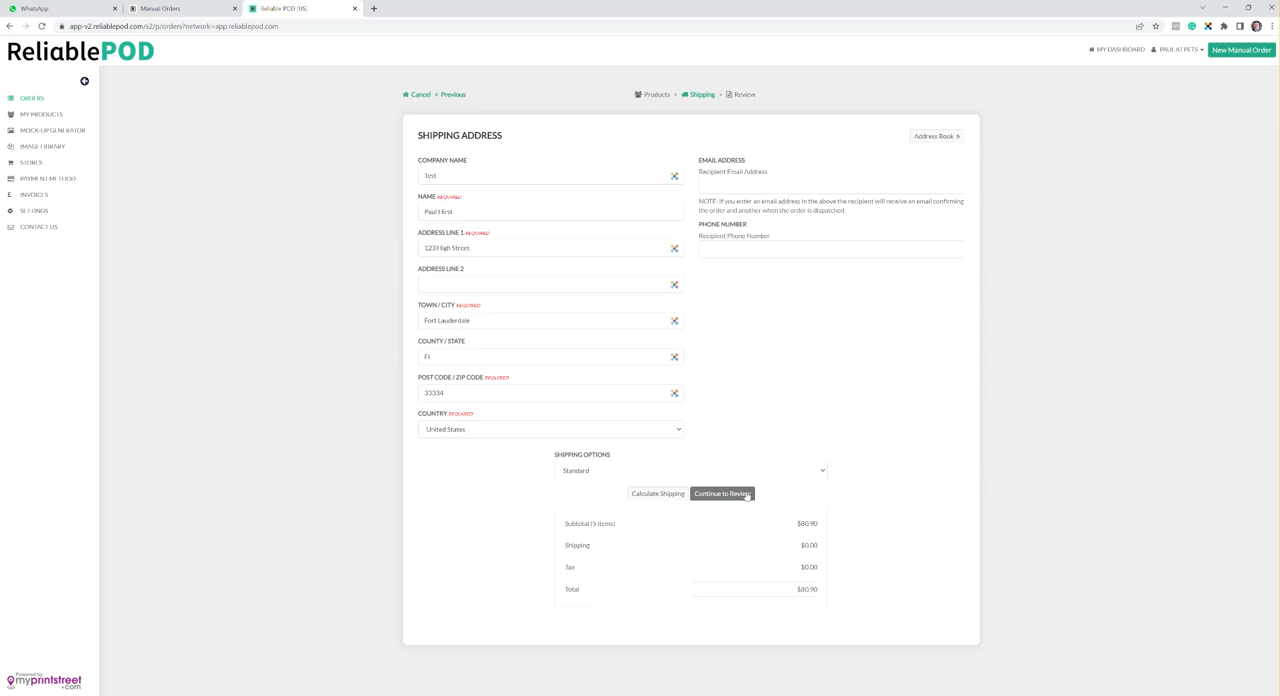 WhatsApp
Manual Orders
Reliable POD (US)
app-v2.reliablepod.com/s2/p/orders?network=app.reliablepod.com
ReliablePOD
MY DASHBOARD
PAUL AT PETS
New Manual Order
ORDERS
MY PRODUCTS
MOCK-UP GENERATOR
IMAGE LIBRARY
STORES
PAYMENT METHOD
INVOICES
SETTINGS
CONTACT US
Cancel « Previous
Products > Shipping > Review
SHIPPING ADDRESS
Address Book >
COMPANY NAME
Test
NAME REQUIRED
Paul Hirst
ADDRESS LINE 1 REQUIRED
123 High Street
ADDRESS LINE 2
TOWN / CITY REQUIRED
Fort Lauderdale
COUNTY / STATE
Fl
POST CODE / ZIP CODE REQUIRED
33334
COUNTRY REQUIRED
United States
EMAIL ADDRESS
Recipient Email Address
NOTE: If you enter an email address in the above the recipient will receive an email confirming
the order and another when the order is dispatched.
PHONE NUMBER
Recipient Phone Number
SHIPPING OPTIONS
Standard
Calculate Shipping
Continue to Review
Subtotal (5 items) $80.90
Shipping $0.00
Tax $0.00
Total $80.90
Powered by
myprintstreet
.com